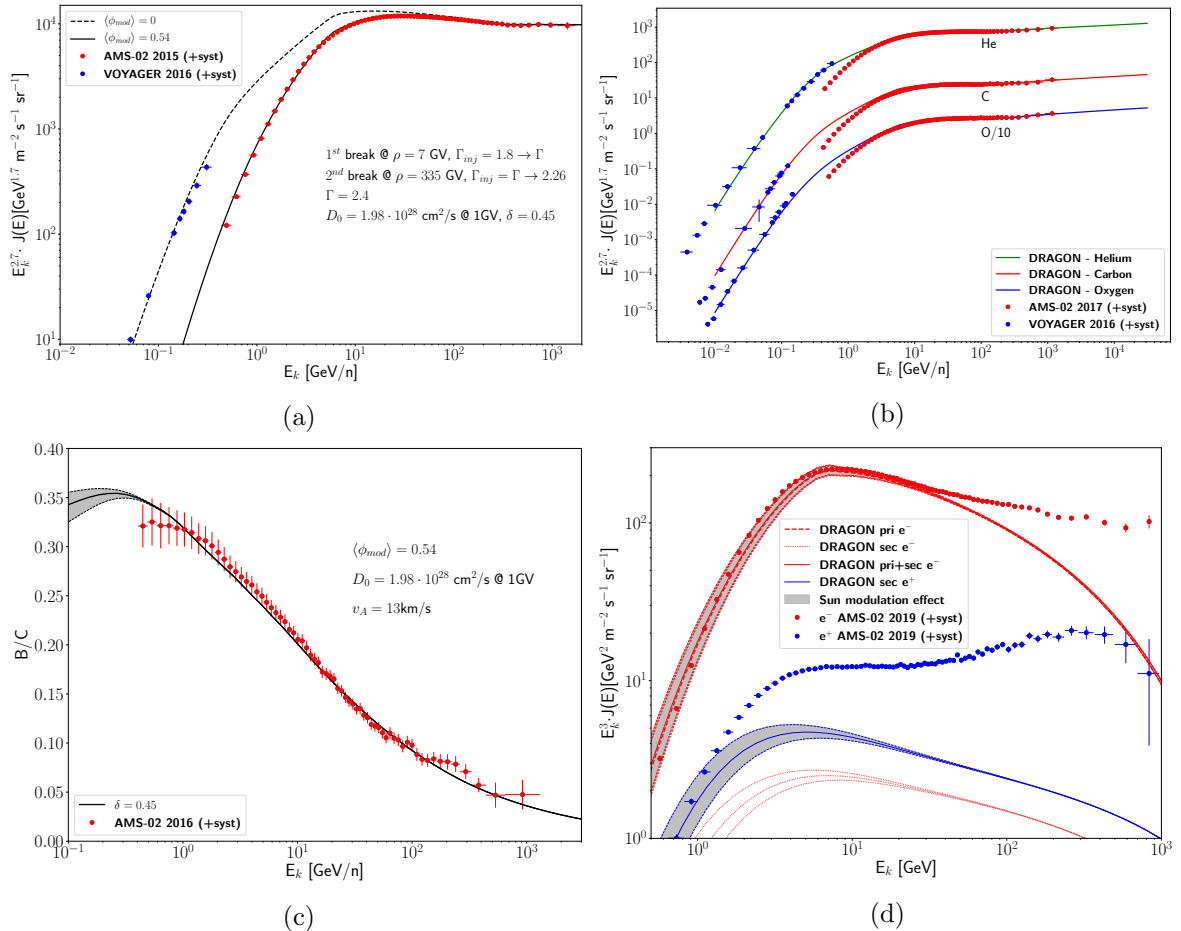 ⟨ϕ_mod⟩ = 0
⟨ϕ_mod⟩ = 0.54
AMS-02 2015 (+syst)
VOYAGER 2016 (+syst)
1^st break @ ρ = 7 GV, Γ_inj = 1.8 → Γ
2^nd break @ ρ = 335 GV, Γ_inj = Γ → 2.26
Γ = 2.4
D_0 = 1.98 · 10^28 cm^2/s @ 1GV, δ = 0.45
E_k^2.7 · J(E)[GeV^1.7 m^−2 s^−1 sr^−1]
10^4
10^3
10^2
10^1
10^−2 10^−1 10^0 10^1 10^2 10^3
E_k [GeV/n]
(a)
He
C
O/10
DRAGON - Helium
DRAGON - Carbon
DRAGON - Oxygen
AMS-02 2017 (+syst)
VOYAGER 2016 (+syst)
E_k^2.7 · J(E)[GeV^1.7 m^−2 s^−1 sr^−1]
10^3
10^2
10^1
10^0
10^−1
10^−2
10^−3
10^−4
10^−5
10^−2 10^−1 10^0 10^1 10^2 10^3 10^4
E_k [GeV/n]
(b)
B/C
0.40
0.35
0.30
0.25
0.20
0.15
0.10
0.05
0.00
⟨ϕ_mod⟩ = 0.54
D_0 = 1.98 · 10^28 cm^2/s @ 1GV
v_A = 13km/s
δ = 0.45
AMS-02 2016 (+syst)
10^−1 10^0 10^1 10^2 10^3
E_k [GeV/n]
(c)
E_k^3·J(E)[GeV^2 m^−2 s^−1 sr^−1]
10^2
10^1
10^0
DRAGON pri e^−
DRAGON sec e^−
DRAGON pri+sec e^−
DRAGON sec e^+
Sun modulation effect
e^− AMS-02 2019 (+syst)
e^+ AMS-02 2019 (+syst)
10^0 10^1 10^2 10^3
E_k [GeV]
(d)